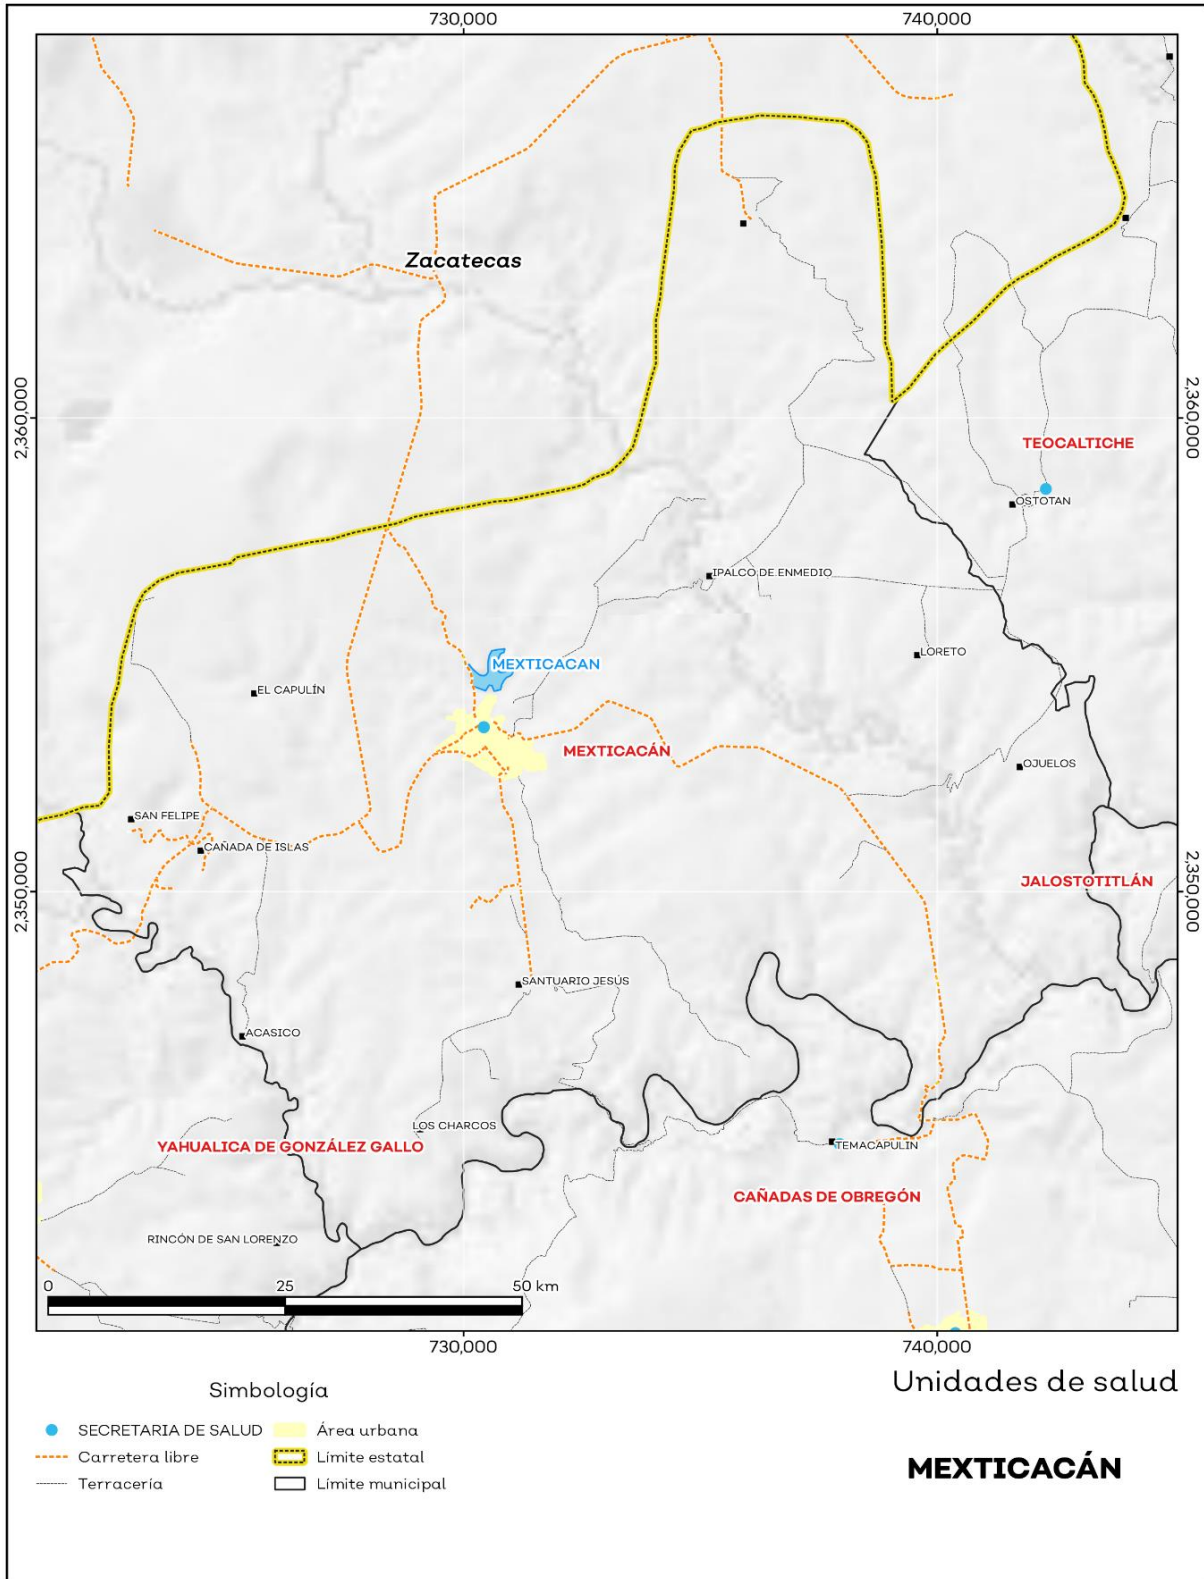 730,000
740,000
Zacatecas
2,360,000
2,360,000
TEOCALTICHE
OSTOTAN
IPALCO DE ENMEDIO
LORETO
MEXTICACAN
EL CAPULÍN
MEXTICACÁN
OJUELOS
SAN FELIPE
CAÑADA DE ISLAS
JALOSTOTITLÁN
2,350,000
2,350,000
SANTUARIO JESÚS
ACASICO
LOS CHARCOS
YAHUALICA DE GONZÁLEZ GALLO
TEMACAPULIN
CAÑADAS DE OBREGÓN
RINCÓN DE SAN LORENZO
0 25 50 km
730,000
740,000
Simbología
SECRETARIA DE SALUD
Carretera libre
Terracería
Área urbana
Límite estatal
Límite municipal
Unidades de salud
MEXTICACÁN